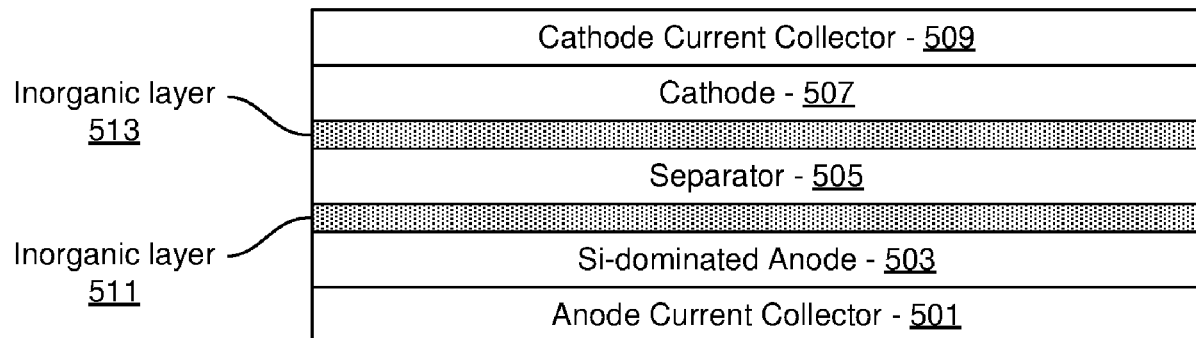 Cathode Current Collector - 509
Cathode - 507
Inorganic layer
513
Separator - 505
Inorganic layer
511
Si-dominated Anode - 503
Anode Current Collector - 501